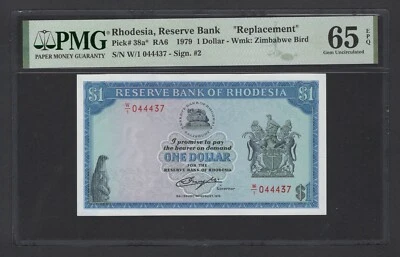 PMG
PAPER MONEY GUARANTY
Rhodesia, Reserve Bank "Replacement"
Pick# 38a* RA6 1979 1 Dollar - Wmk: Zimbabwe Bird
S/N W/1 044437 - Sign. #2
65 EPQ
Gem Uncirculated
$1 RESERVE BANK OF RHODESIA
W/1 044437
I promise to pay
the bearer on demand
ONE DOLLAR
FOR THE
RESERVE BANK OF RHODESIA
Governor
W/1 044437
$1